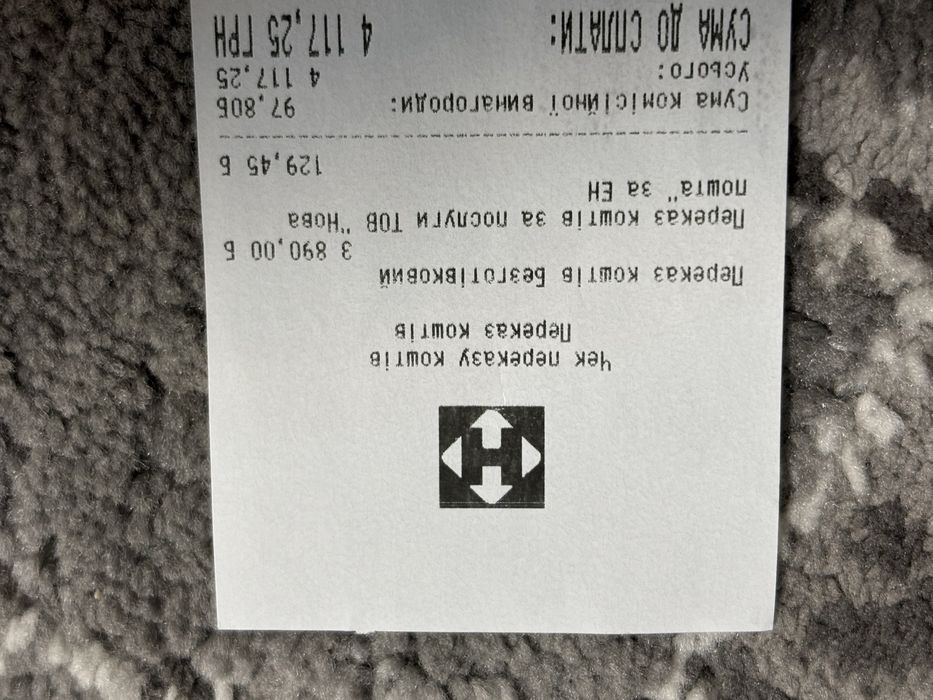 Чек переказу коштів
Переказ коштів
Переказ коштів безготівковий
3 890,00 Б
Переказ коштів за послуги ТОВ "Нова
пошта" за ЕН
129,45 Б
Сума комісійної винагороди: 97,80Б
Усього: 4 117,25
СУМА ДО СПЛАТИ: 4 117,25 ГРН